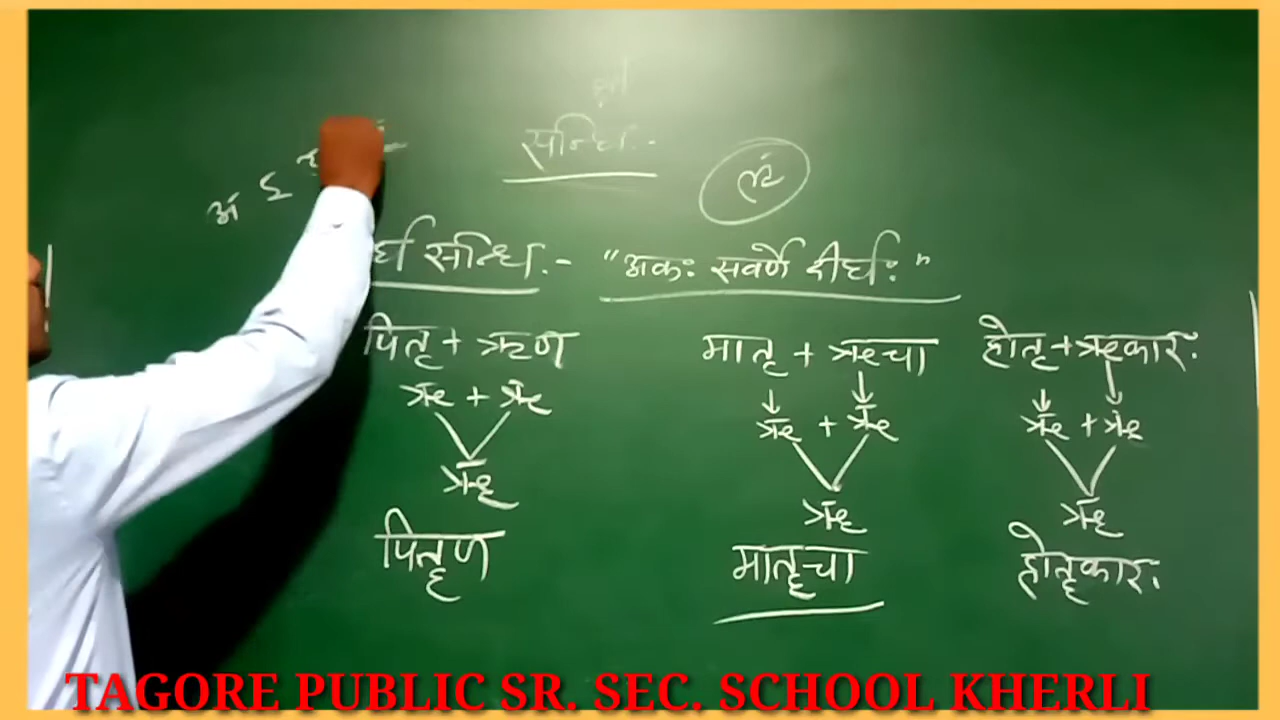 सन्धि:-
र्घ सन्धि:- "अकः सवर्णे दीर्घः"
पितृ + ऋण मातृ + ऋचा होतृ + ऋकारः
ऋ + ऋ ऋ + ऋ ऋ + ऋ
ॠ ॠ ॠ
पितॄण मातॄचा होतॄकारः
TAGORE PUBLIC SR. SEC. SCHOOL KHERLI